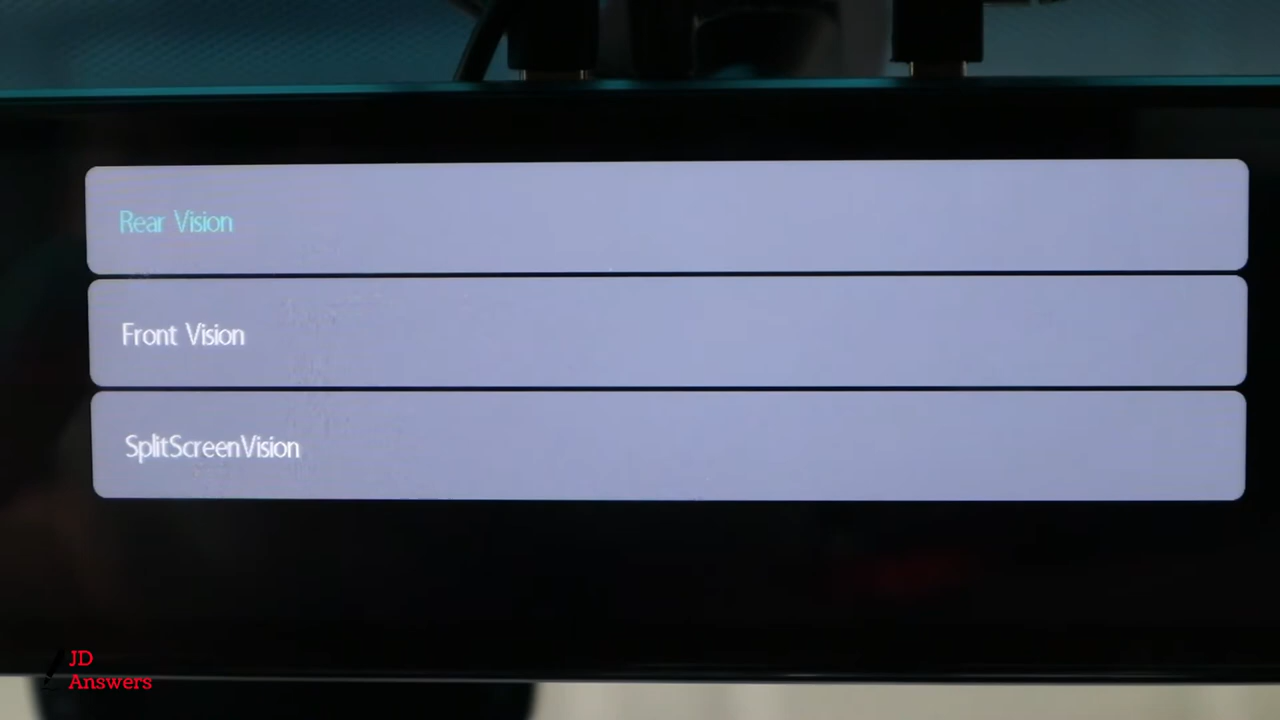 Rear Vision
Front Vision
SplitScreenVision
JD
Answers